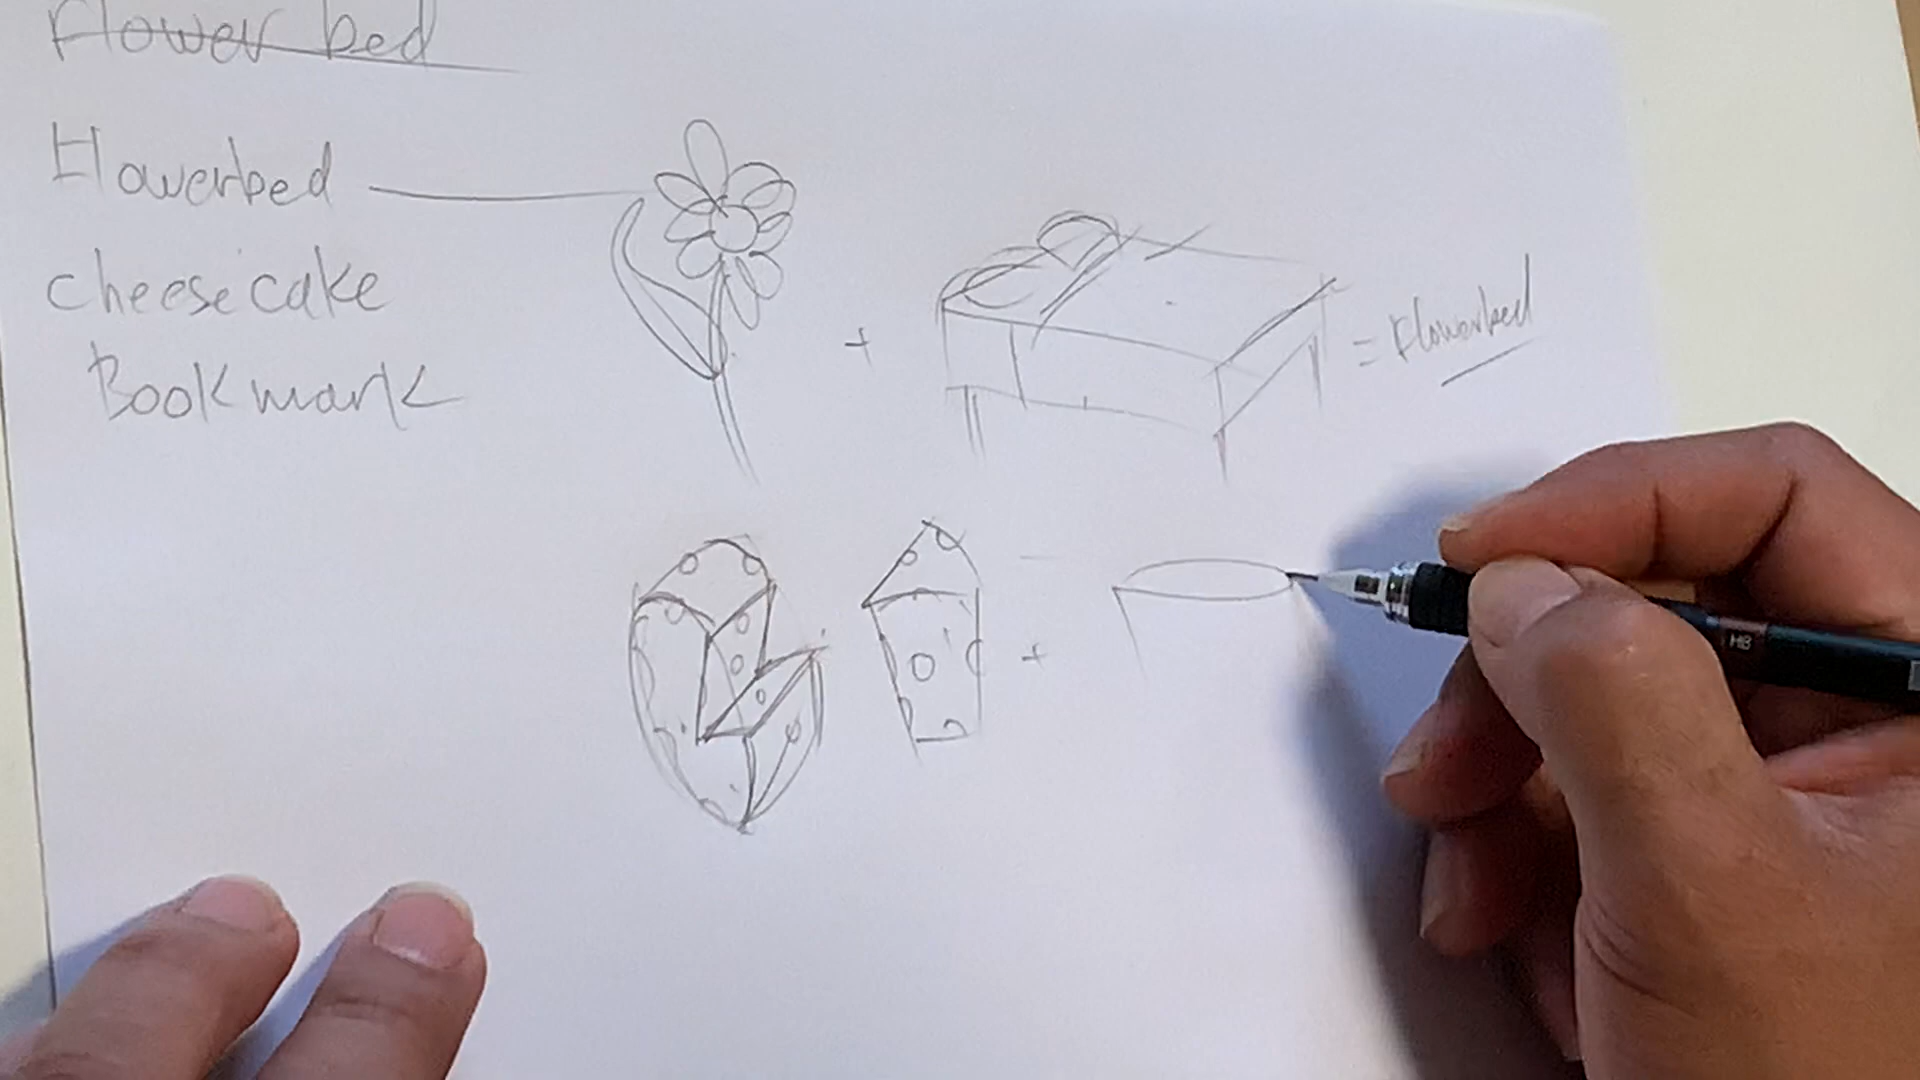 Flower bed
Flowerbed
cheesecake
Bookmark
+
= Flowerbed
+
HB